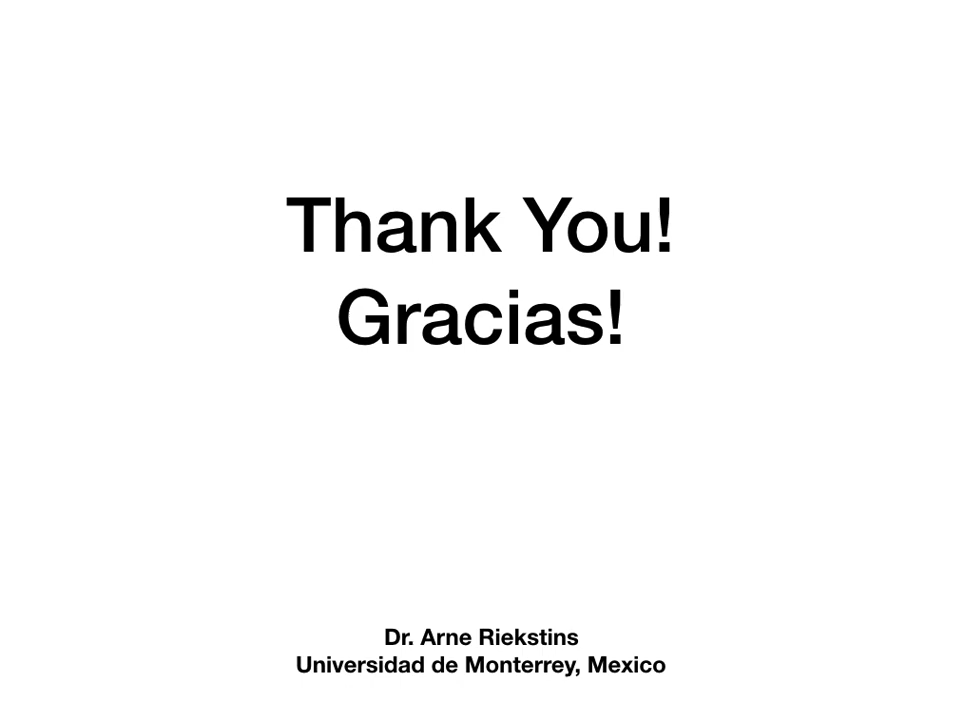 Thank You!
Gracias!
Dr. Arne Riekstins
Universidad de Monterrey, Mexico